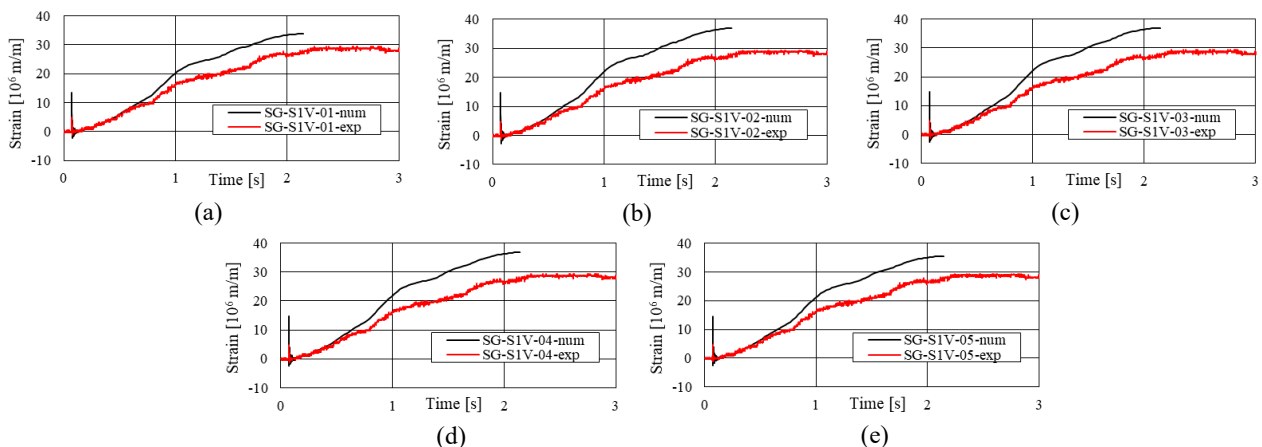 40
30
20
10
0
-10
Strain [10⁶ m/m]
SG-S1V-01-num
SG-S1V-01-exp
0 1 2 3
Time [s]
(a)
40
30
20
10
0
-10
Strain [10⁶ m/m]
SG-S1V-02-num
SG-S1V-02-exp
0 1 2 3
Time [s]
(b)
40
30
20
10
0
-10
Strain [10⁶ m/m]
SG-S1V-03-num
SG-S1V-03-exp
0 1 2 3
Time [s]
(c)
40
30
20
10
0
-10
Strain [10⁶ m/m]
SG-S1V-04-num
SG-S1V-04-exp
0 1 2 3
Time [s]
(d)
40
30
20
10
0
-10
Strain [10⁶ m/m]
SG-S1V-05-num
SG-S1V-05-exp
0 1 2 3
Time [s]
(e)